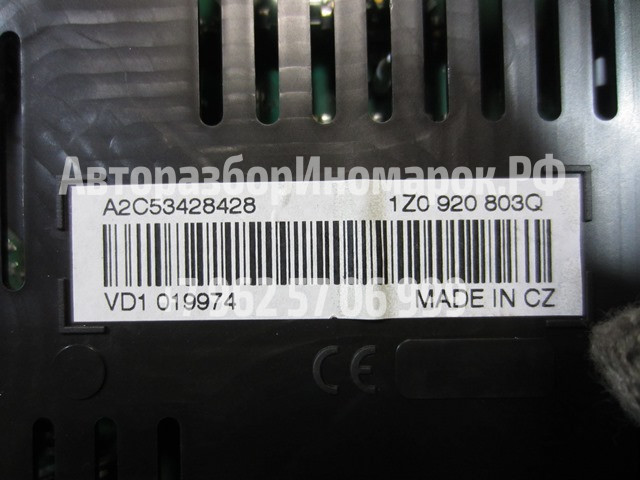 АвторазборИномарок.РФ
A2C53428428 1Z0 920 803Q
VD1 019974 MADE IN CZ
CE